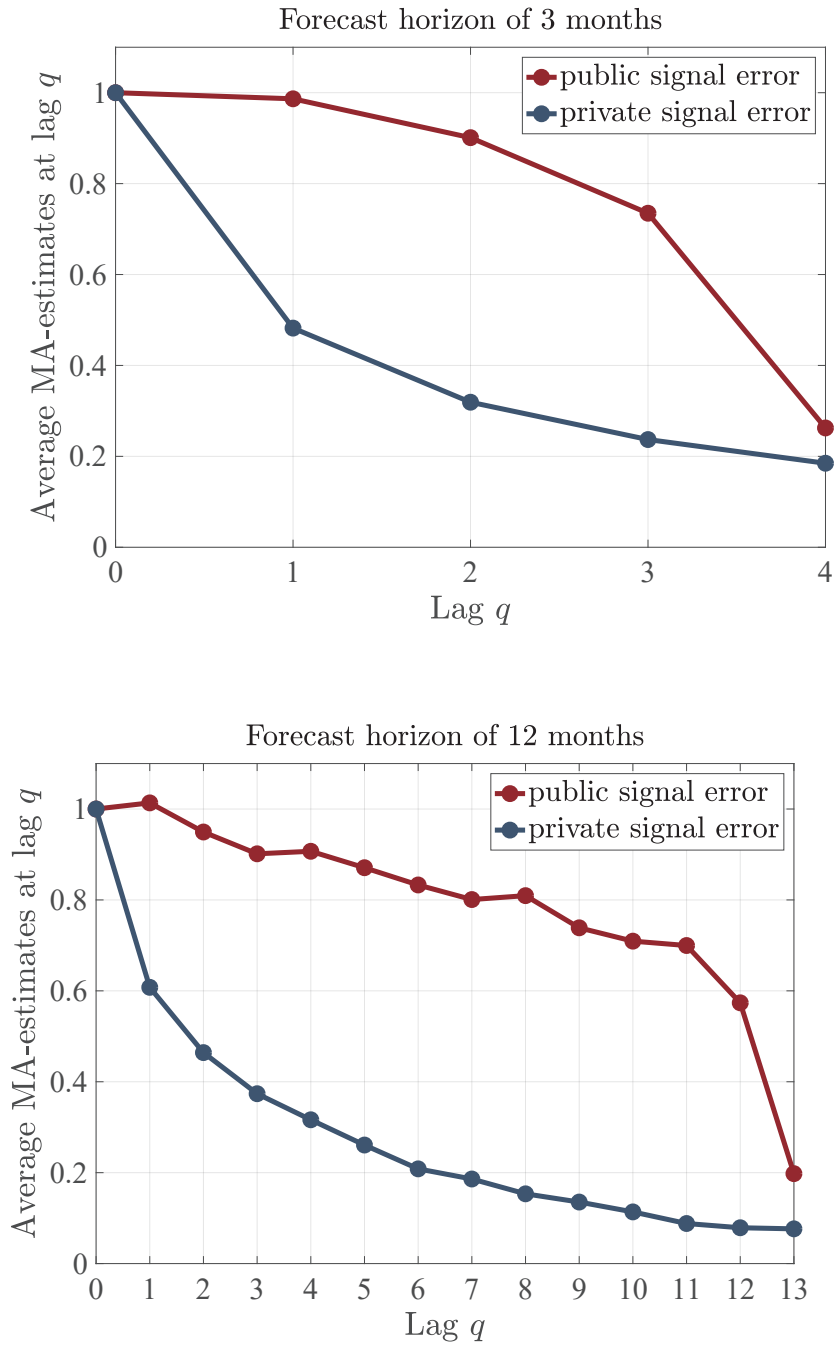 Forecast horizon of 3 months
public signal error
private signal error
Average MA-estimates at lag q
1
0.8
0.6
0.4
0.2
0
0 1 2 3 4
Lag q
Forecast horizon of 12 months
public signal error
private signal error
Average MA-estimates at lag q
1
0.8
0.6
0.4
0.2
0
0 1 2 3 4 5 6 7 8 9 10 11 12 13
Lag q